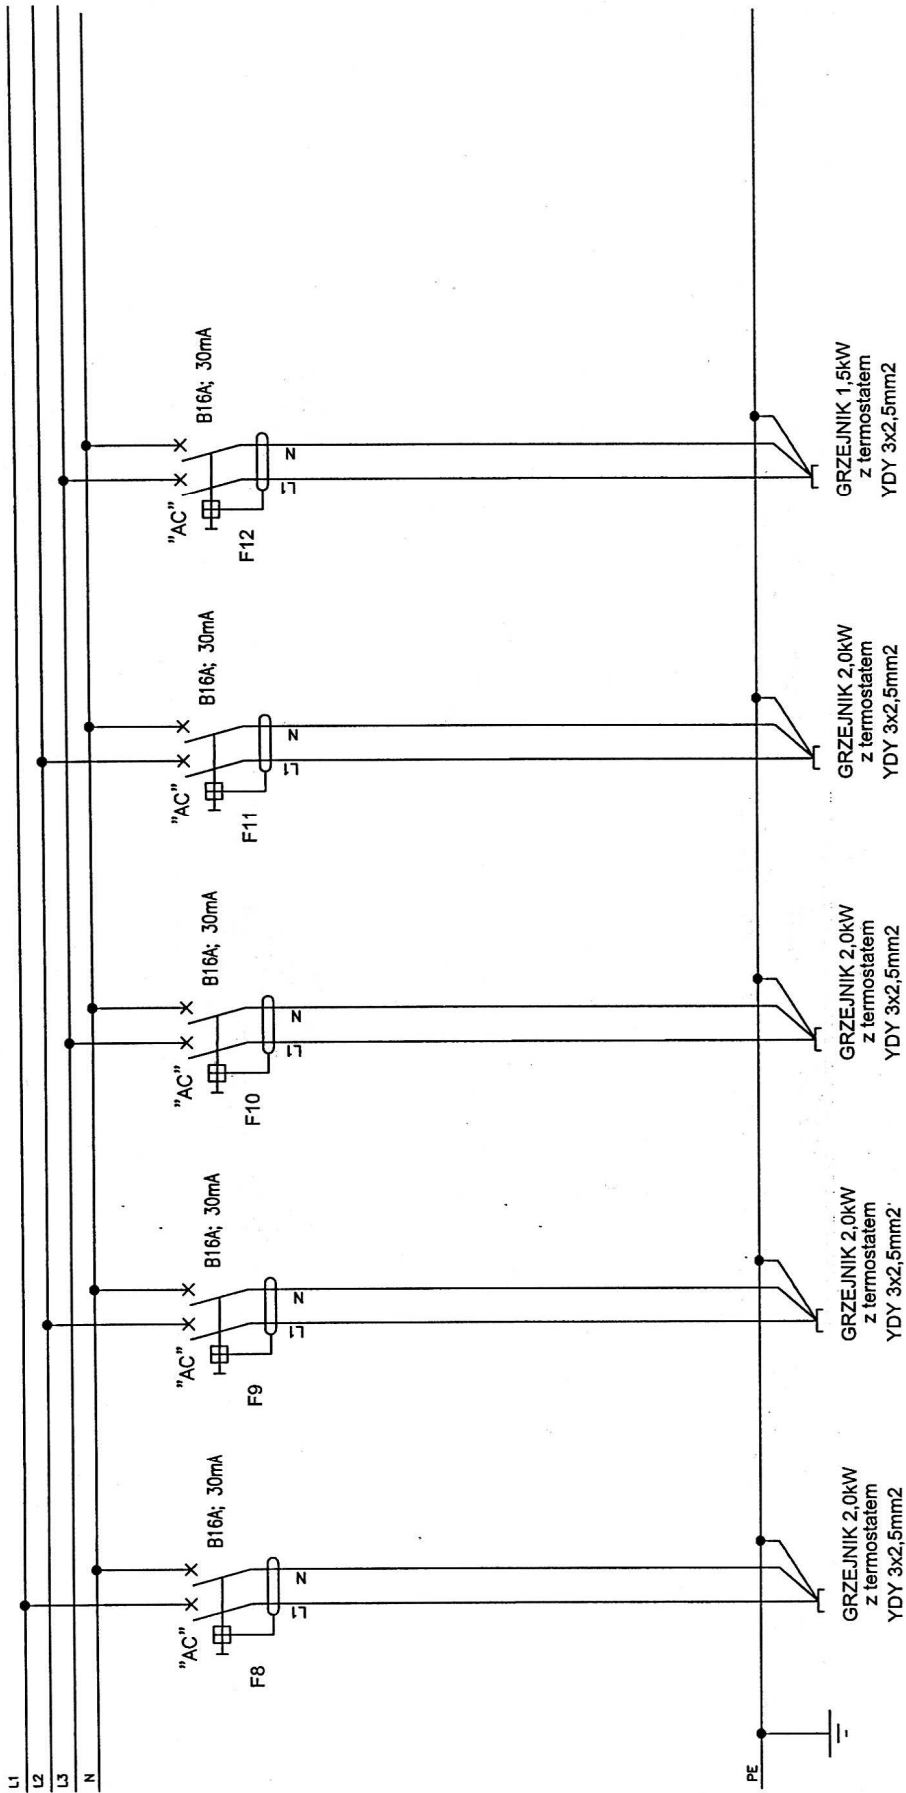 L1
L2
L3
N
"AC"
B16A; 30mA
F8
L1
N
"AC"
B16A; 30mA
F9
L1
N
"AC"
B16A; 30mA
F10
L1
N
"AC"
B16A; 30mA
F11
L1
N
"AC"
B16A; 30mA
F12
L1
N
PE
GRZEJNIK 2,0kW
z termostatem
YDY 3x2,5mm2
GRZEJNIK 2,0kW
z termostatem
YDY 3x2,5mm2
GRZEJNIK 2,0kW
z termostatem
YDY 3x2,5mm2
GRZEJNIK 2,0kW
z termostatem
YDY 3x2,5mm2
GRZEJNIK 1,5kW
z termostatem
YDY 3x2,5mm2